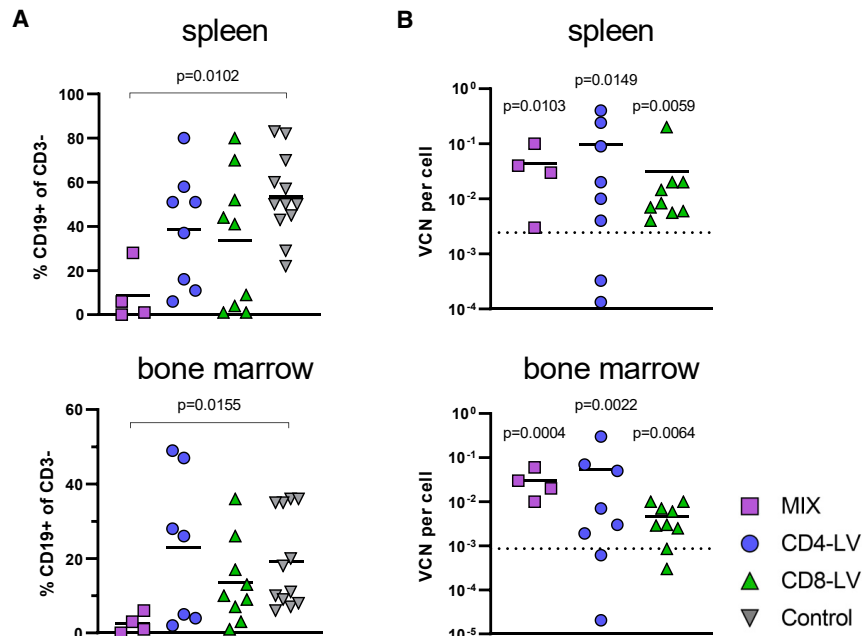 A
spleen
p=0.0102
100
80
60
40
20
0
% CD19+ of CD3-
bone marrow
p=0.0155
60
40
20
0
% CD19+ of CD3-
B
spleen
p=0.0149
p=0.0103
p=0.0059
10⁰
10⁻¹
10⁻²
10⁻³
10⁻⁴
VCN per cell
bone marrow
p=0.0022
p=0.0004
p=0.0064
10⁰
10⁻¹
10⁻²
10⁻³
10⁻⁴
10⁻⁵
VCN per cell
MIX
CD4-LV
CD8-LV
Control